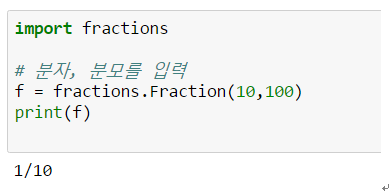 import fractions
# 분자, 분모를 입력
f = fractions.Fraction(10,100)
print(f)
1/10